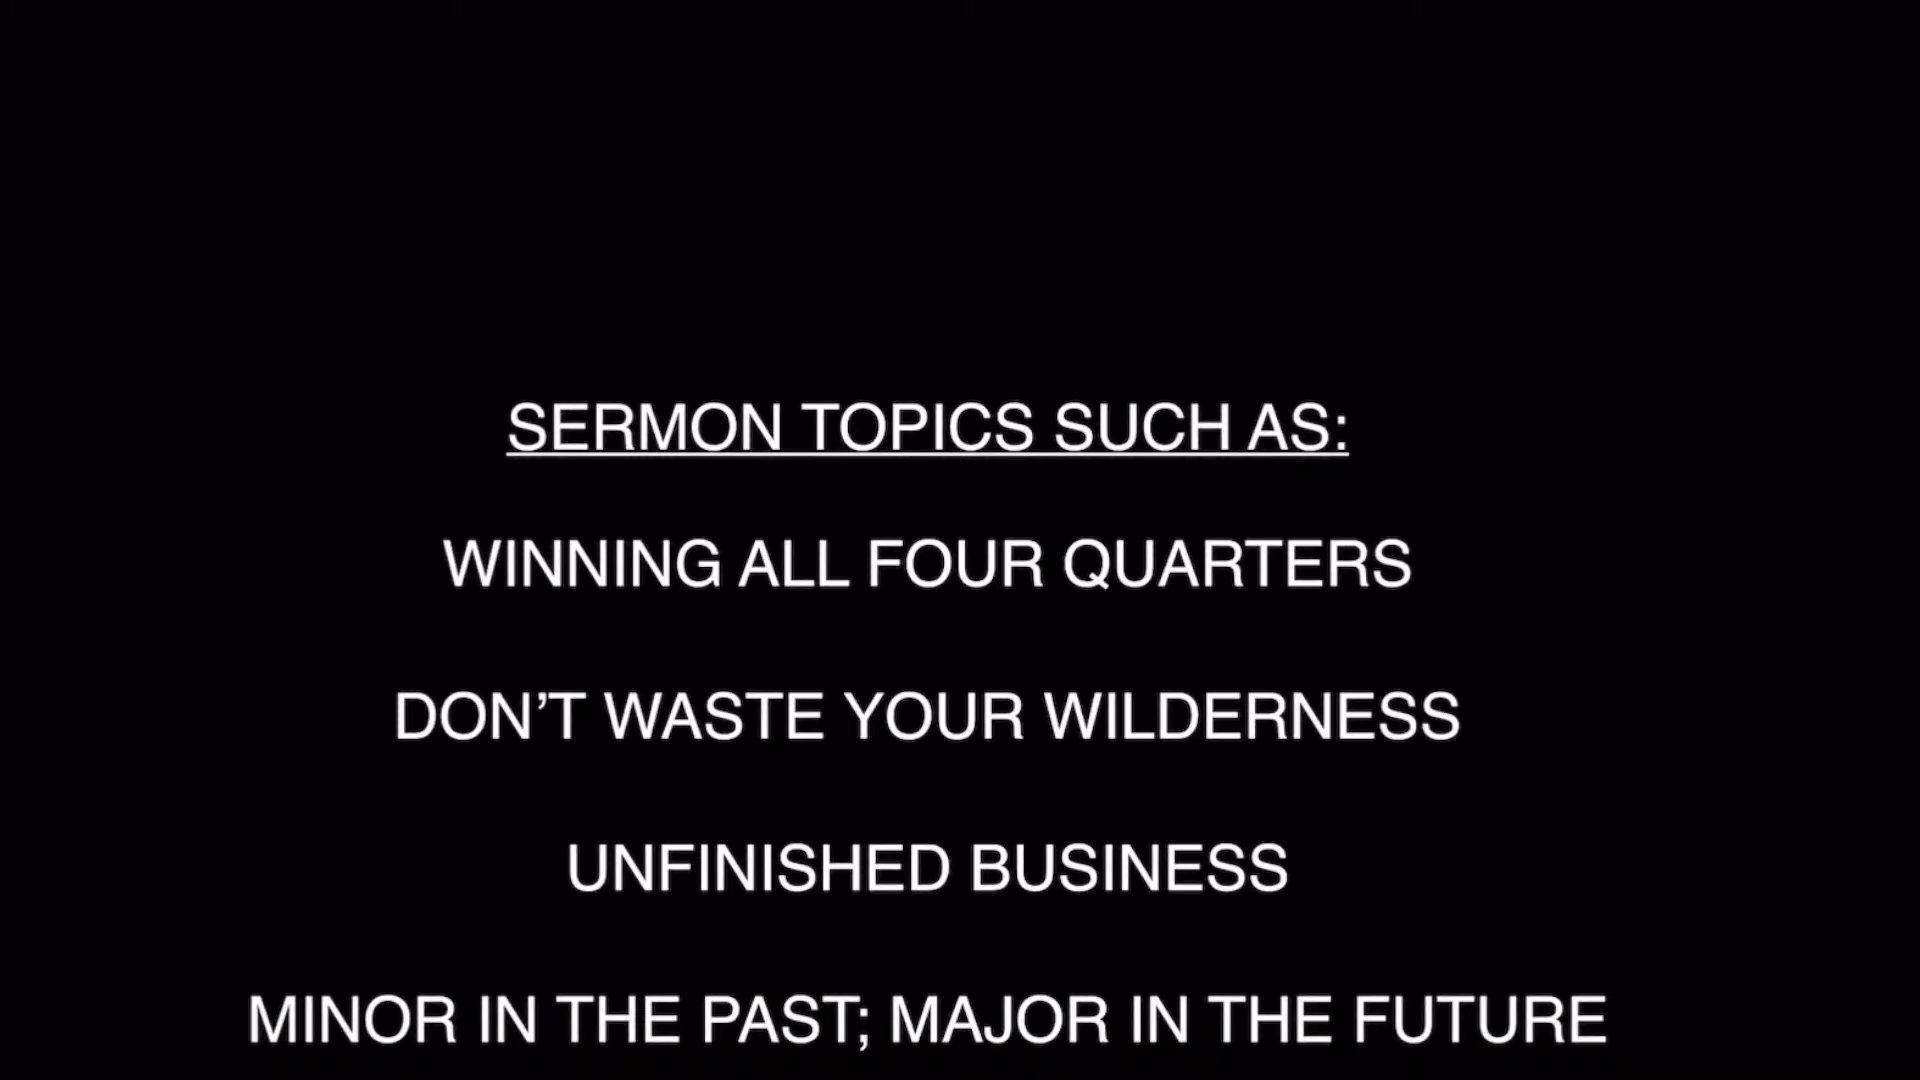 SERMON TOPICS SUCH AS:
WINNING ALL FOUR QUARTERS
DON’T WASTE YOUR WILDERNESS
UNFINISHED BUSINESS
MINOR IN THE PAST; MAJOR IN THE FUTURE